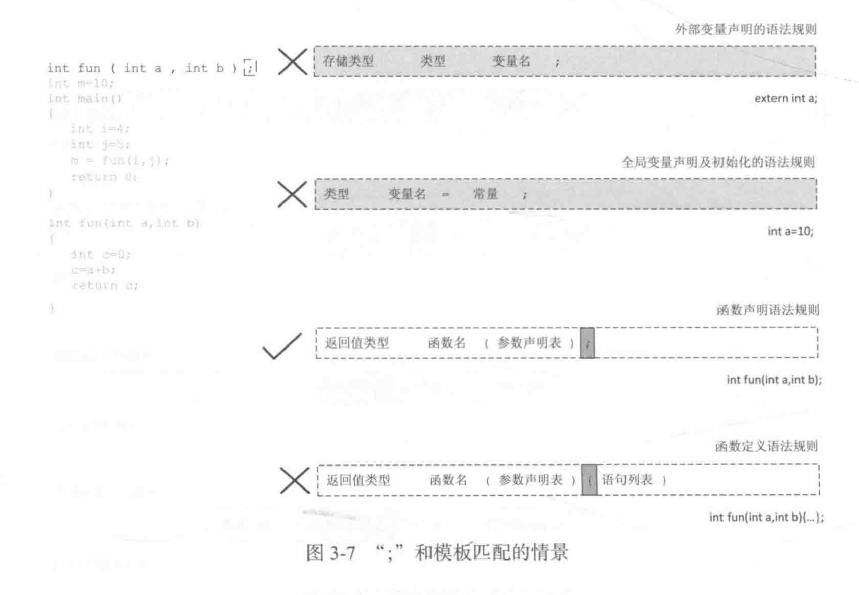 外部变量声明的语法规则
int fun ( int a , int b ) ;
存储类型 类型 变量名 ;
int m=10;
int main()
extern int a;
{
int i=4;
int j=5;
m = fun(i,j);
全局变量声明及初始化的语法规则
return 0;
}
类型 变量名 = 常量 ;
int fun(int a,int b)
int a=10;
{
int c=0;
c=a+b;
return c;
}
函数声明语法规则
返回值类型 函数名 ( 参数声明表 ) ;
int fun(int a,int b);
函数定义语法规则
返回值类型 函数名 ( 参数声明表 ) { 语句列表 }
int fun(int a,int b){...};
图 3-7 “;”和模板匹配的情景